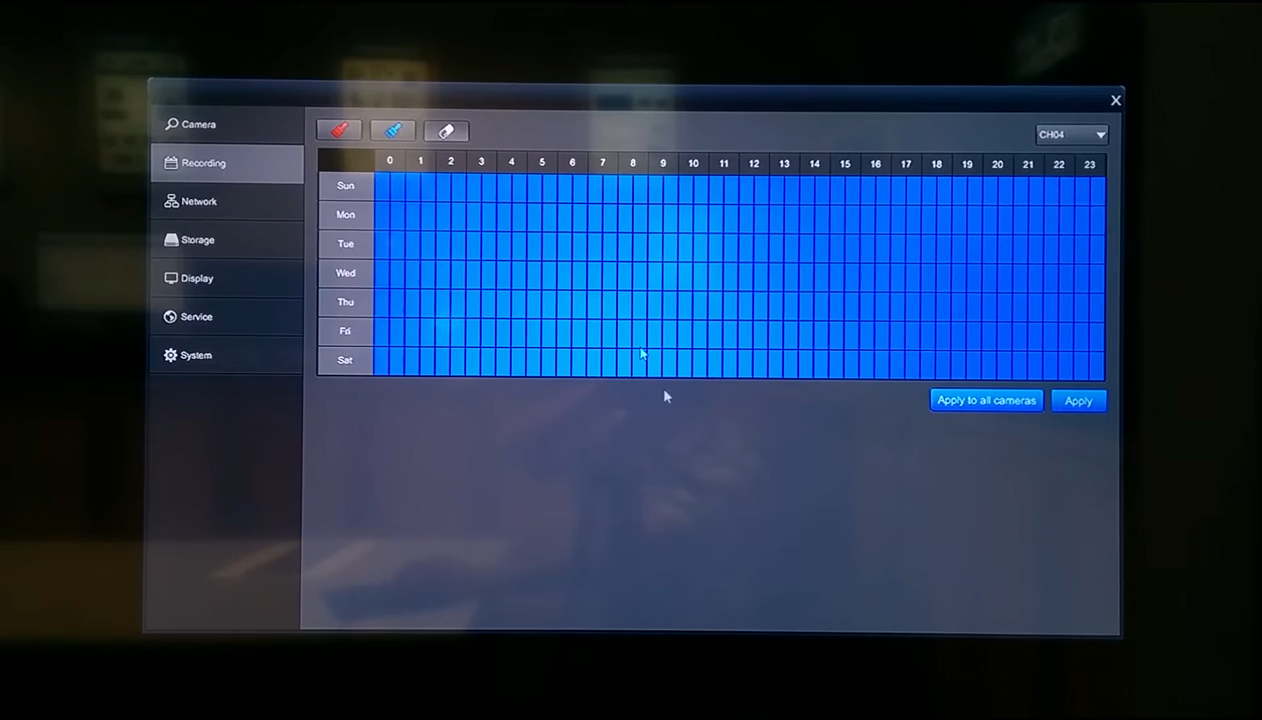 X
Camera
CH04
Recording
0 1 2 3 4 5 6 7 8 9 10 11 12 13 14 15 16 17 18 19 20 21 22 23
Sun
Network
Mon
Storage
Tue
Wed
Display
Thu
Service
Fri
System
Sat
Apply to all cameras Apply